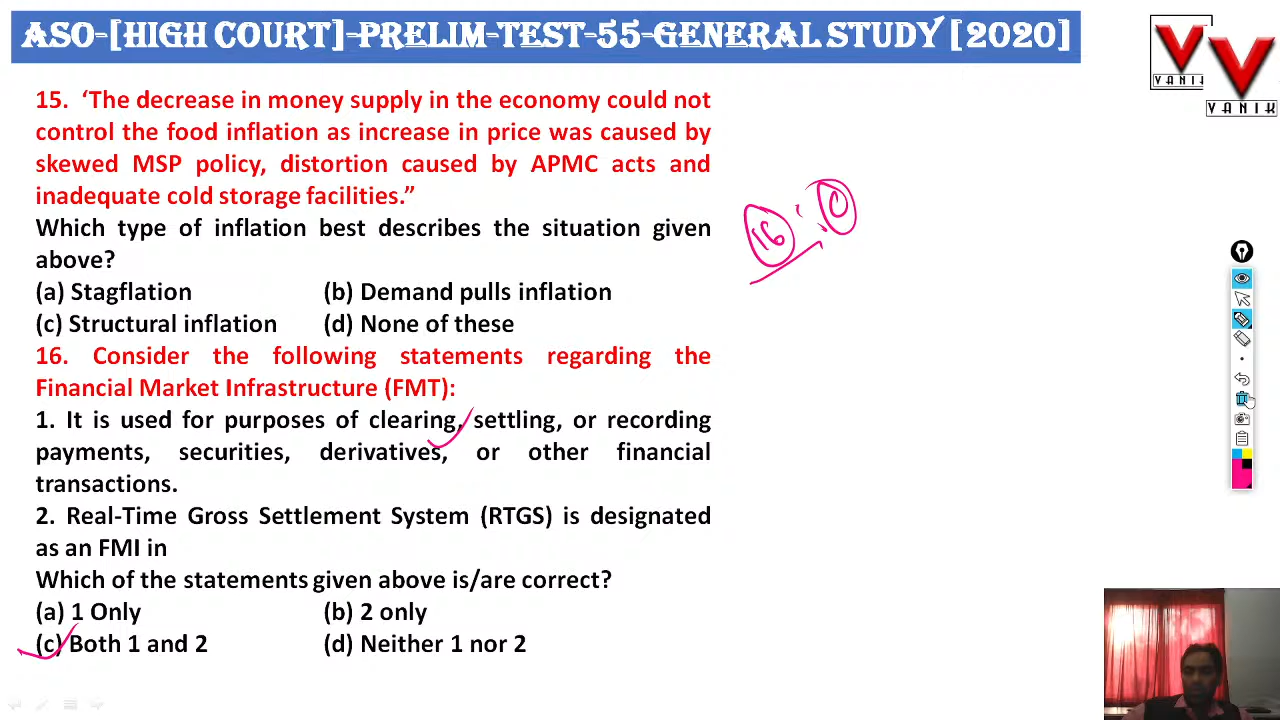 ASO-[HIGH COURT]-PRELIM-TEST-55-GENERAL STUDY [2020]
VANIK
VANIK
15. ‘The decrease in money supply in the economy could not
control the food inflation as increase in price was caused by
skewed MSP policy, distortion caused by APMC acts and
inadequate cold storage facilities.”
Which type of inflation best describes the situation given
above?
(a) Stagflation (b) Demand pulls inflation
(c) Structural inflation (d) None of these
16. Consider the following statements regarding the
Financial Market Infrastructure (FMT):
1. It is used for purposes of clearing, settling, or recording
payments, securities, derivatives, or other financial
transactions.
2. Real-Time Gross Settlement System (RTGS) is designated
as an FMI in
Which of the statements given above is/are correct?
(a) 1 Only (b) 2 only
(c) Both 1 and 2 (d) Neither 1 nor 2
16 : C